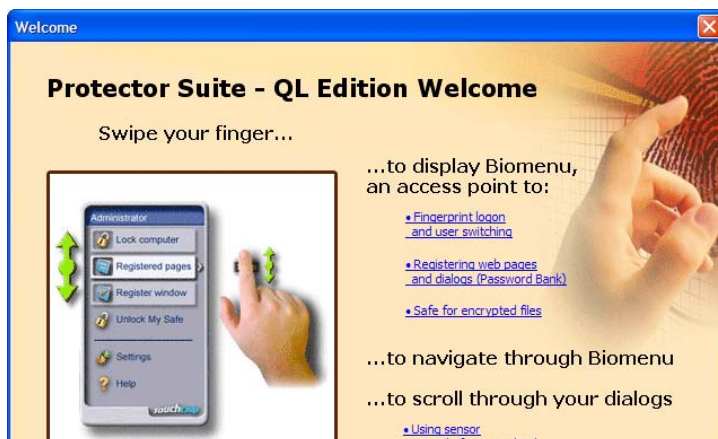 Welcome
Protector Suite - QL Edition Welcome
Swipe your finger...
Administrator
Lock computer
Registered pages
Register window
Unlock My Safe
Settings
Help
...to display Biomenu,
an access point to:
• Fingerprint logon
and user switching
• Registering web pages
and dialogs (Password Bank)
• Safe for encrypted files
...to navigate through Biomenu
...to scroll through your dialogs
• Using sensor